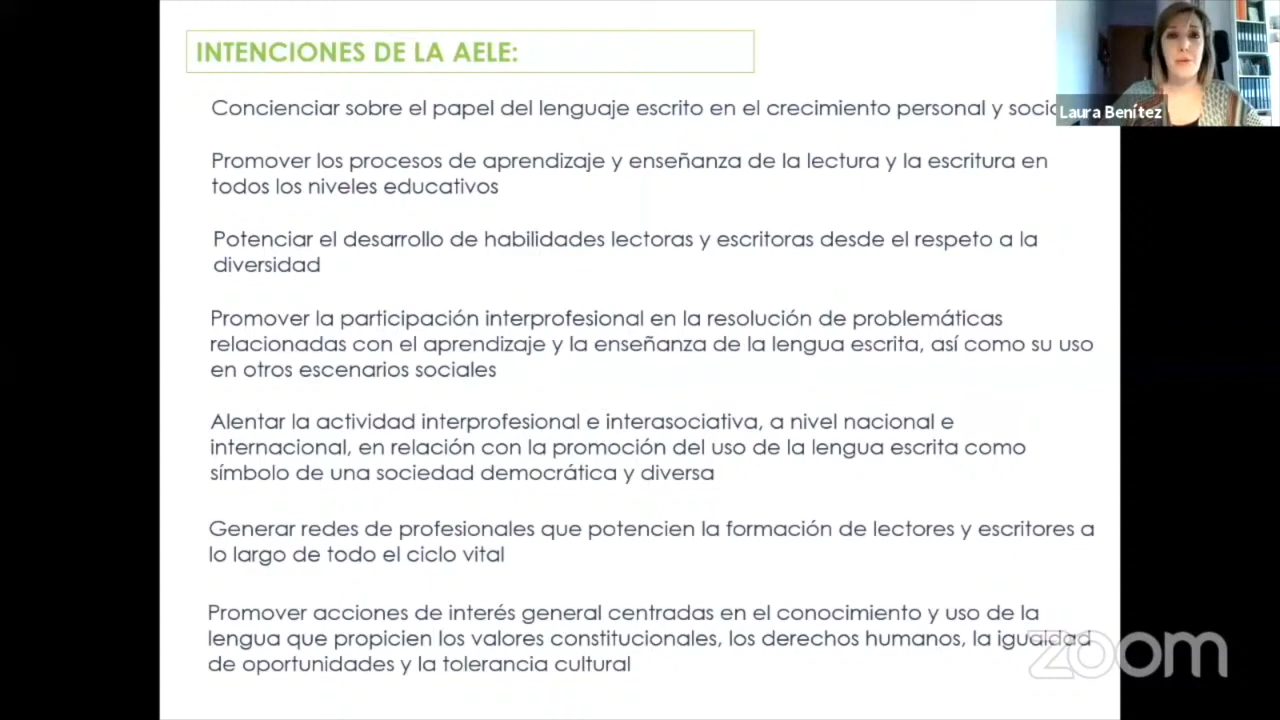 INTENCIONES DE LA AELE:
Concienciar sobre el papel del lenguaje escrito en el crecimiento personal y
Laura Benítez
Promover los procesos de aprendizaje y enseñanza de la lectura y la escritura en
todos los niveles educativos
Potenciar el desarrollo de habilidades lectoras y escritoras desde el respeto a la
diversidad
Promover la participación interprofesional en la resolución de problemáticas
relacionadas con el aprendizaje y la enseñanza de la lengua escrita, así como su uso
en otros escenarios sociales
Alentar la actividad interprofesional e interasociativa, a nivel nacional e
internacional, en relación con la promoción del uso de la lengua escrita como
símbolo de una sociedad democrática y diversa
Generar redes de profesionales que potencien la formación de lectores y escritores a
lo largo de todo el ciclo vital
Promover acciones de interés general centradas en el conocimiento y uso de la
lengua que propicien los valores constitucionales, los derechos humanos, la igualdad
de oportunidades y la tolerancia cultural
zoom